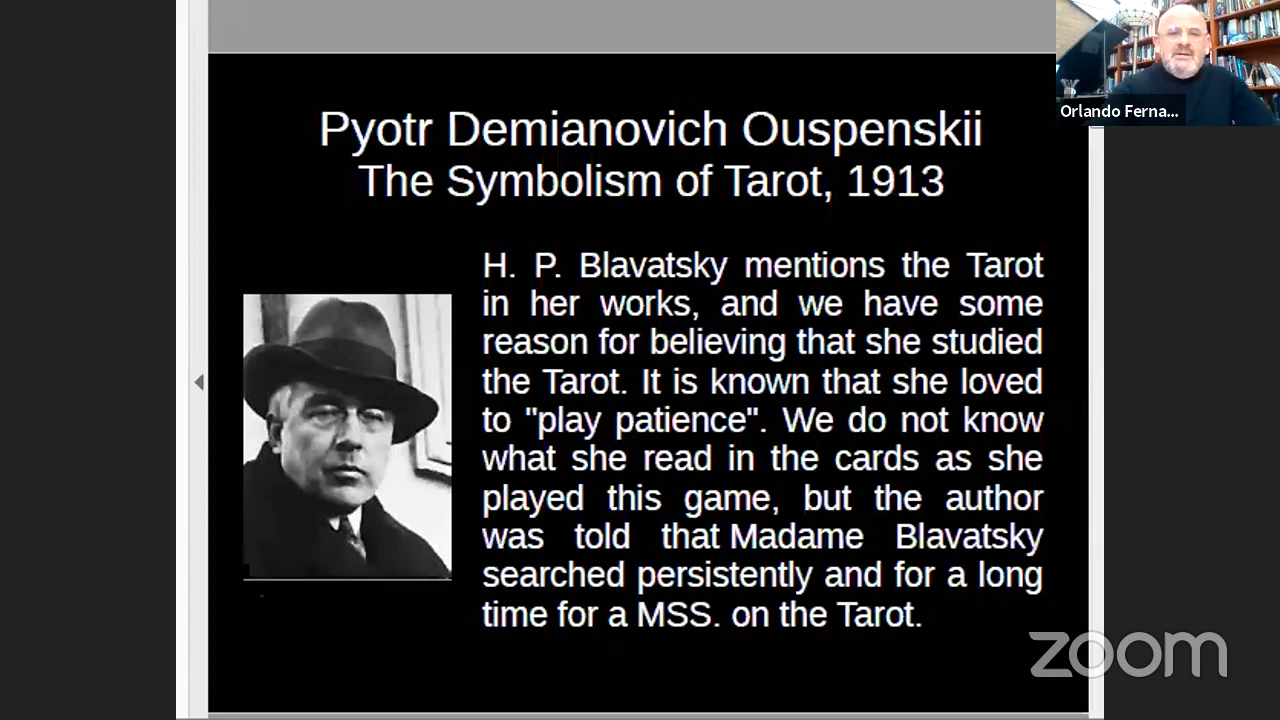 Orlando Ferna...
Pyotr Demianovich Ouspenskii
The Symbolism of Tarot, 1913
H. P. Blavatsky mentions the Tarot
in her works, and we have some
reason for believing that she studied
the Tarot. It is known that she loved
to "play patience". We do not know
what she read in the cards as she
played this game, but the author
was told that Madame Blavatsky
searched persistently and for a long
time for a MSS. on the Tarot.
zoom